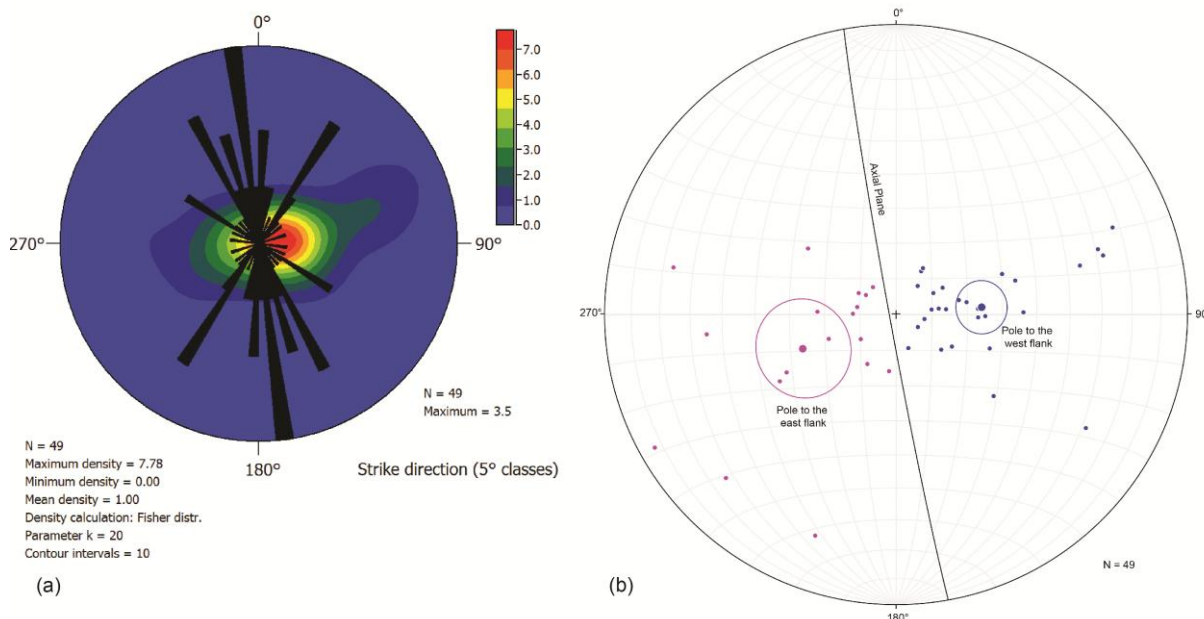 0°
270°
90°
180°
7.0
6.0
5.0
4.0
3.0
2.0
1.0
0.0
N = 49
Maximum = 3.5
N = 49
Maximum density = 7.78
Minimum density = 0.00
Mean density = 1.00
Density calculation: Fisher distr.
Parameter k = 20
Contour intervals = 10
Strike direction (5° classes)
(a)
0°
Axial Plane
270°
90
Pole to the
west flank
Pole to the
east flank
N = 49
180°
(b)